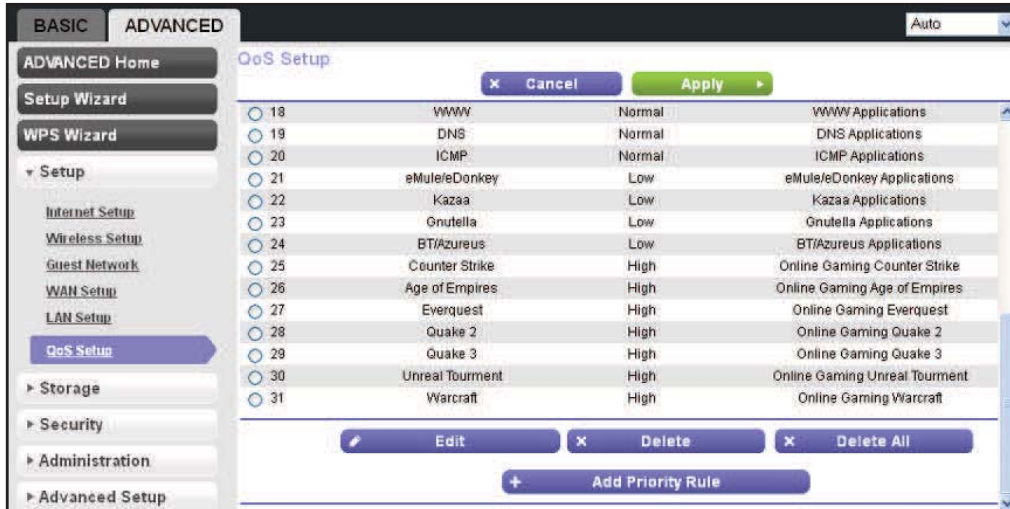 BASIC ADVANCED Auto
ADVANCED Home
Setup Wizard
WPS Wizard
Setup
Internet Setup
Wireless Setup
Guest Network
WAN Setup
LAN Setup
QoS Setup
Storage
Security
Administration
Advanced Setup
QoS Setup
Cancel Apply
18 WWW Normal WWW Applications
19 DNS Normal DNS Applications
20 ICMP Normal ICMP Applications
21 eMule/eDonkey Low eMule/eDonkey Applications
22 Kazaa Low Kazaa Applications
23 Gnutella Low Gnutella Applications
24 BT/Azureus Low BT/Azureus Applications
25 Counter Strike High Online Gaming Counter Strike
26 Age of Empires High Online Gaming Age of Empires
27 Everquest High Online Gaming Everquest
28 Quake 2 High Online Gaming Quake 2
29 Quake 3 High Online Gaming Quake 3
30 Unreal Tourment High Online Gaming Unreal Tourment
31 Warcraft High Online Gaming Warcraft
Edit Delete Delete All
Add Priority Rule